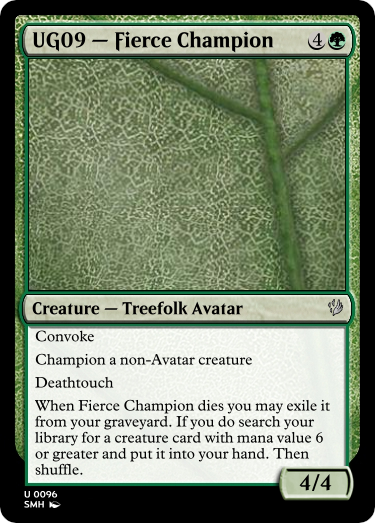 UG09 — Fierce Champion 4
Creature — Treefolk Avatar
Convoke
Champion a non-Avatar creature
Deathtouch
When Fierce Champion dies you may exile it
from your graveyard. If you do search your
library for a creature card with mana value 6
or greater and put it into your hand. Then
shuffle.
4/4
U 0096
SMH